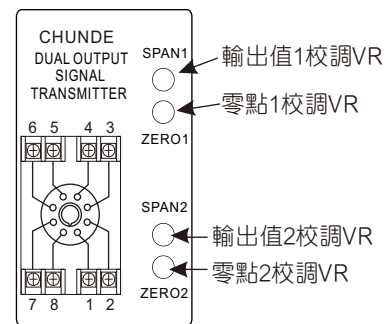 CHUNDE
DUAL OUTPUT
SIGNAL
TRANSMITTER
6 5 4 3
7 8 1 2
SPAN1
輸出值1校調VR
零點1校調VR
ZERO1
SPAN2
輸出值2校調VR
零點2校調VR
ZERO2